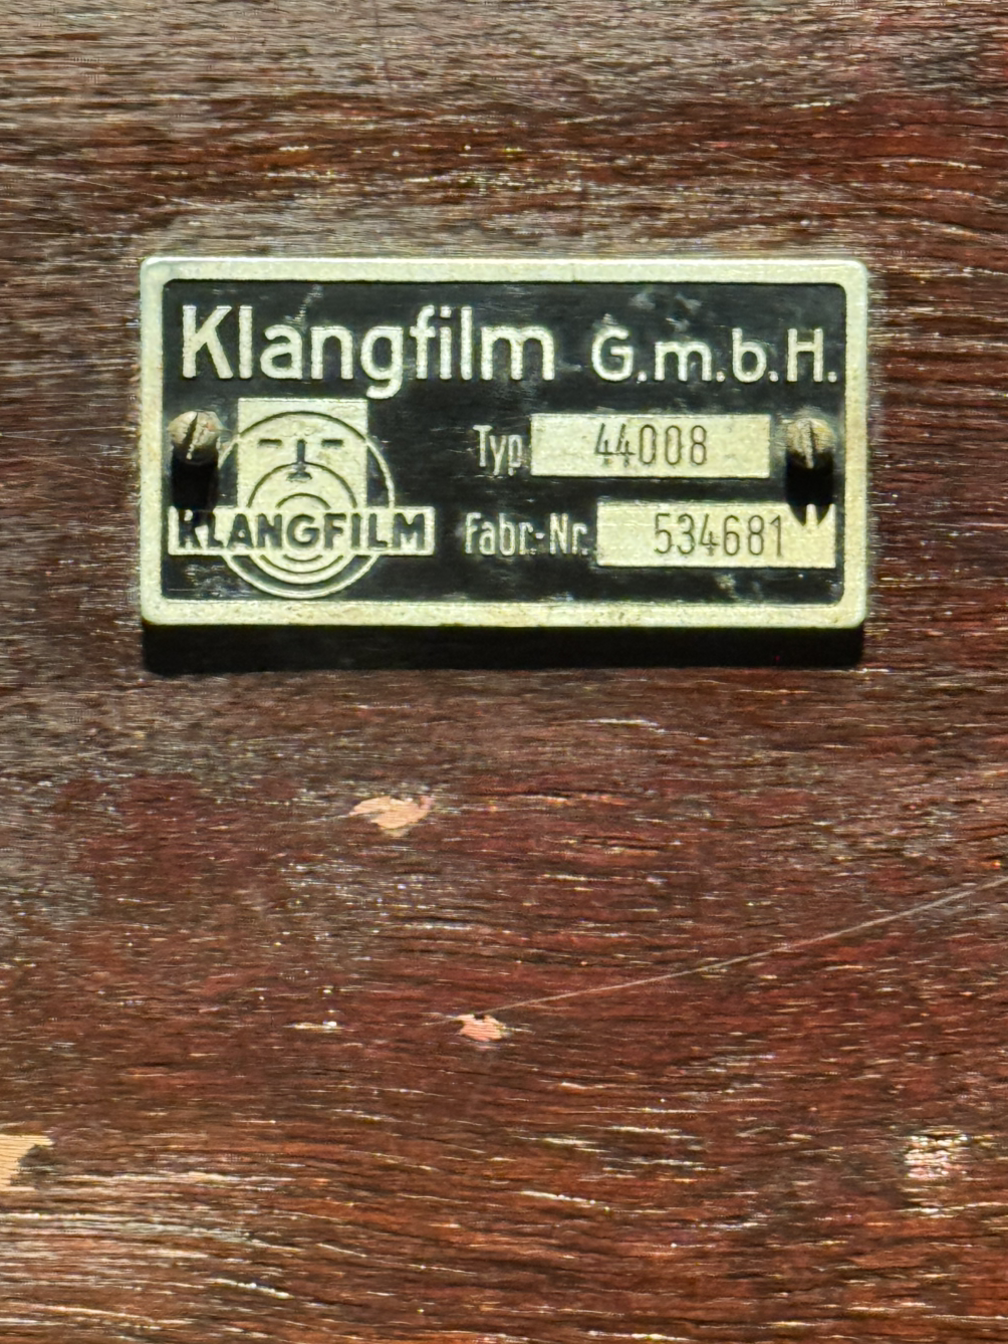 Klangfilm G.m.b.H.
Typ 44008
KLANGFILM
Fabr.-Nr. 534681